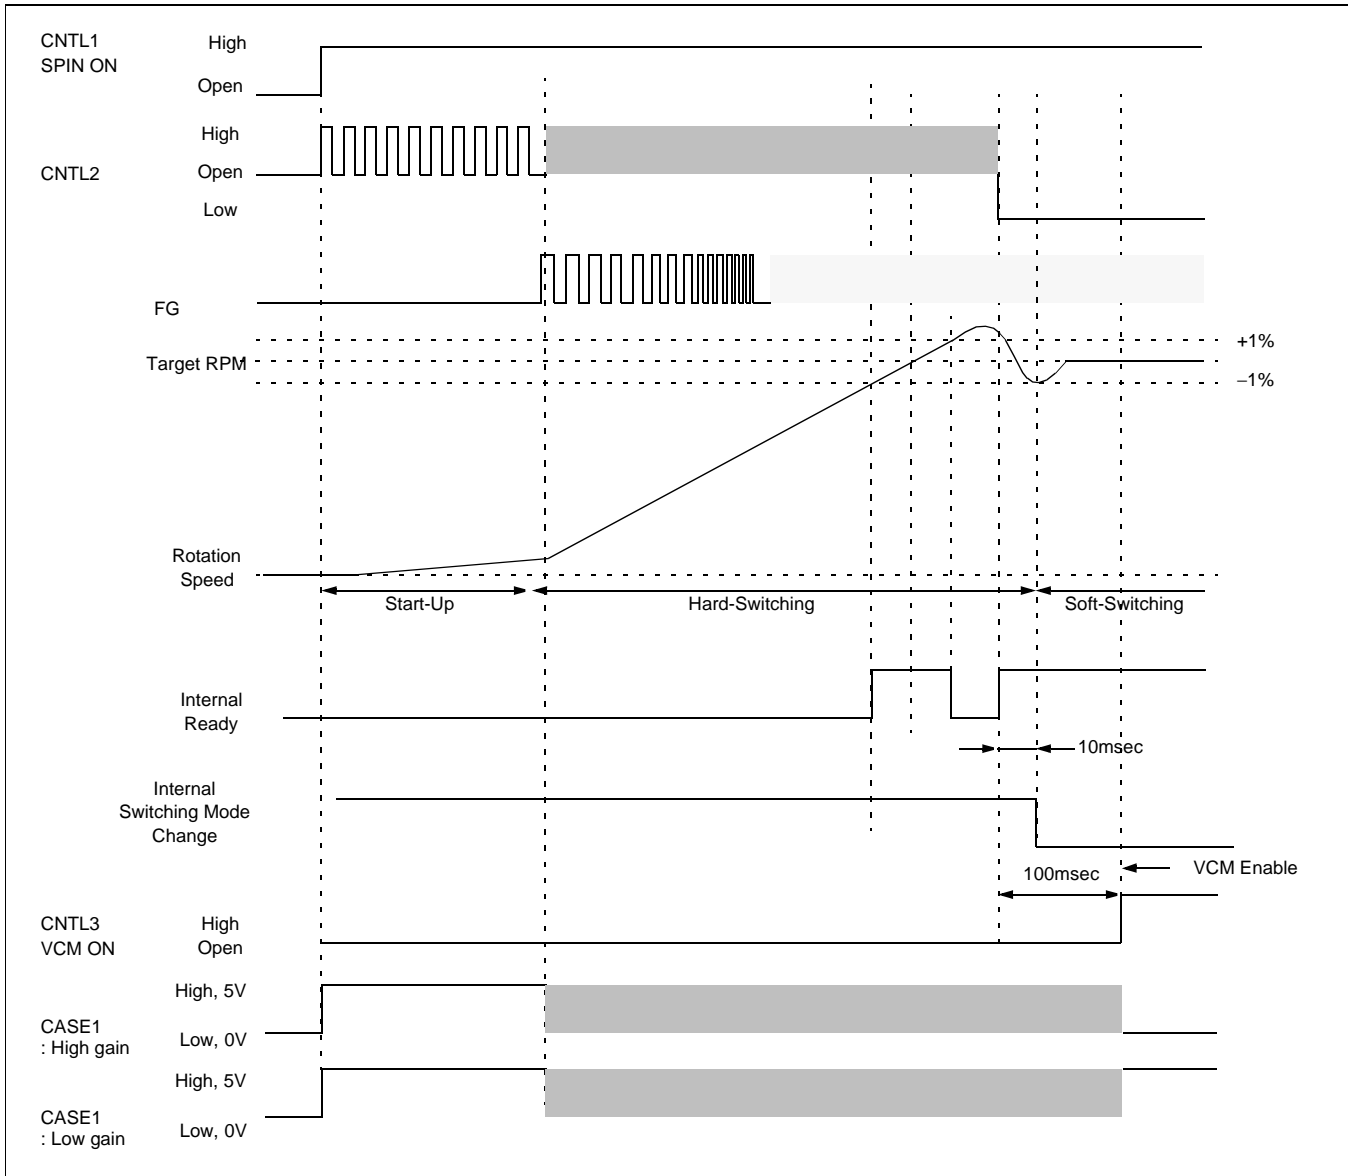 CNTL1
SPIN ON
High
Open
CNTL2
High
Open
Low
FG
Target RPM
+1%
−1%
Rotation
Speed
Start-Up
Hard-Switching
Soft-Switching
Internal
Ready
10msec
Internal
Switching Mode
Change
100msec
VCM Enable
CNTL3
VCM ON
High
Open
CASE1
: High gain
High, 5V
Low, 0V
CASE1
: Low gain
High, 5V
Low, 0V